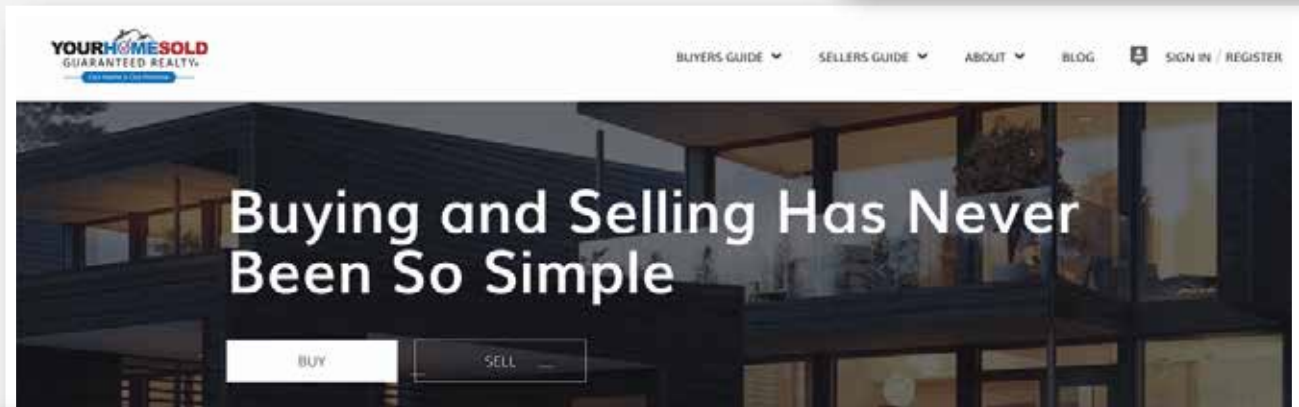 YOURHOMESOLD
GUARANTEED REALTY
BUYERS GUIDE
SELLERS GUIDE
ABOUT
BLOG
SIGN IN / REGISTER
Buying and Selling Has Never
Been So Simple
BUY
SELL